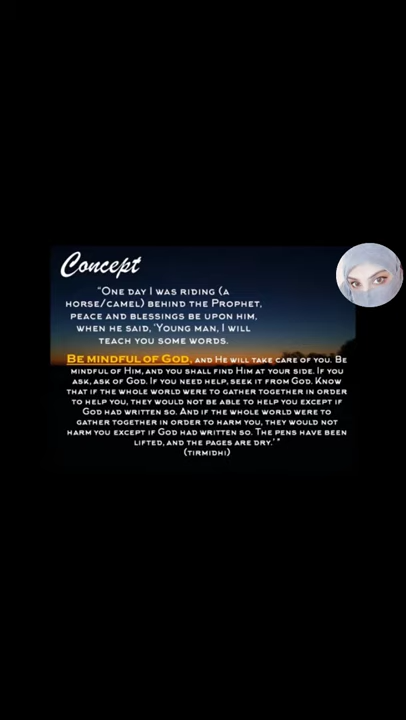 Concept
"One day I was riding (a
horse/camel) behind the Prophet,
peace and blessings be upon him,
when he said, 'Young man, I will
teach you some words.
Be mindful of God, and He will take care of you. Be
mindful of Him, and you shall find Him at your side. If you
ask, ask of God. If you need help, seek it from God. Know
that if the whole world were to gather together in order
to help you, they would not be able to help you except if
God had written so. And if the whole world were to
gather together in order to harm you, they would not
harm you except if God had written so. The pens have been
lifted, and the pages are dry.' "
(Tirmidhi)